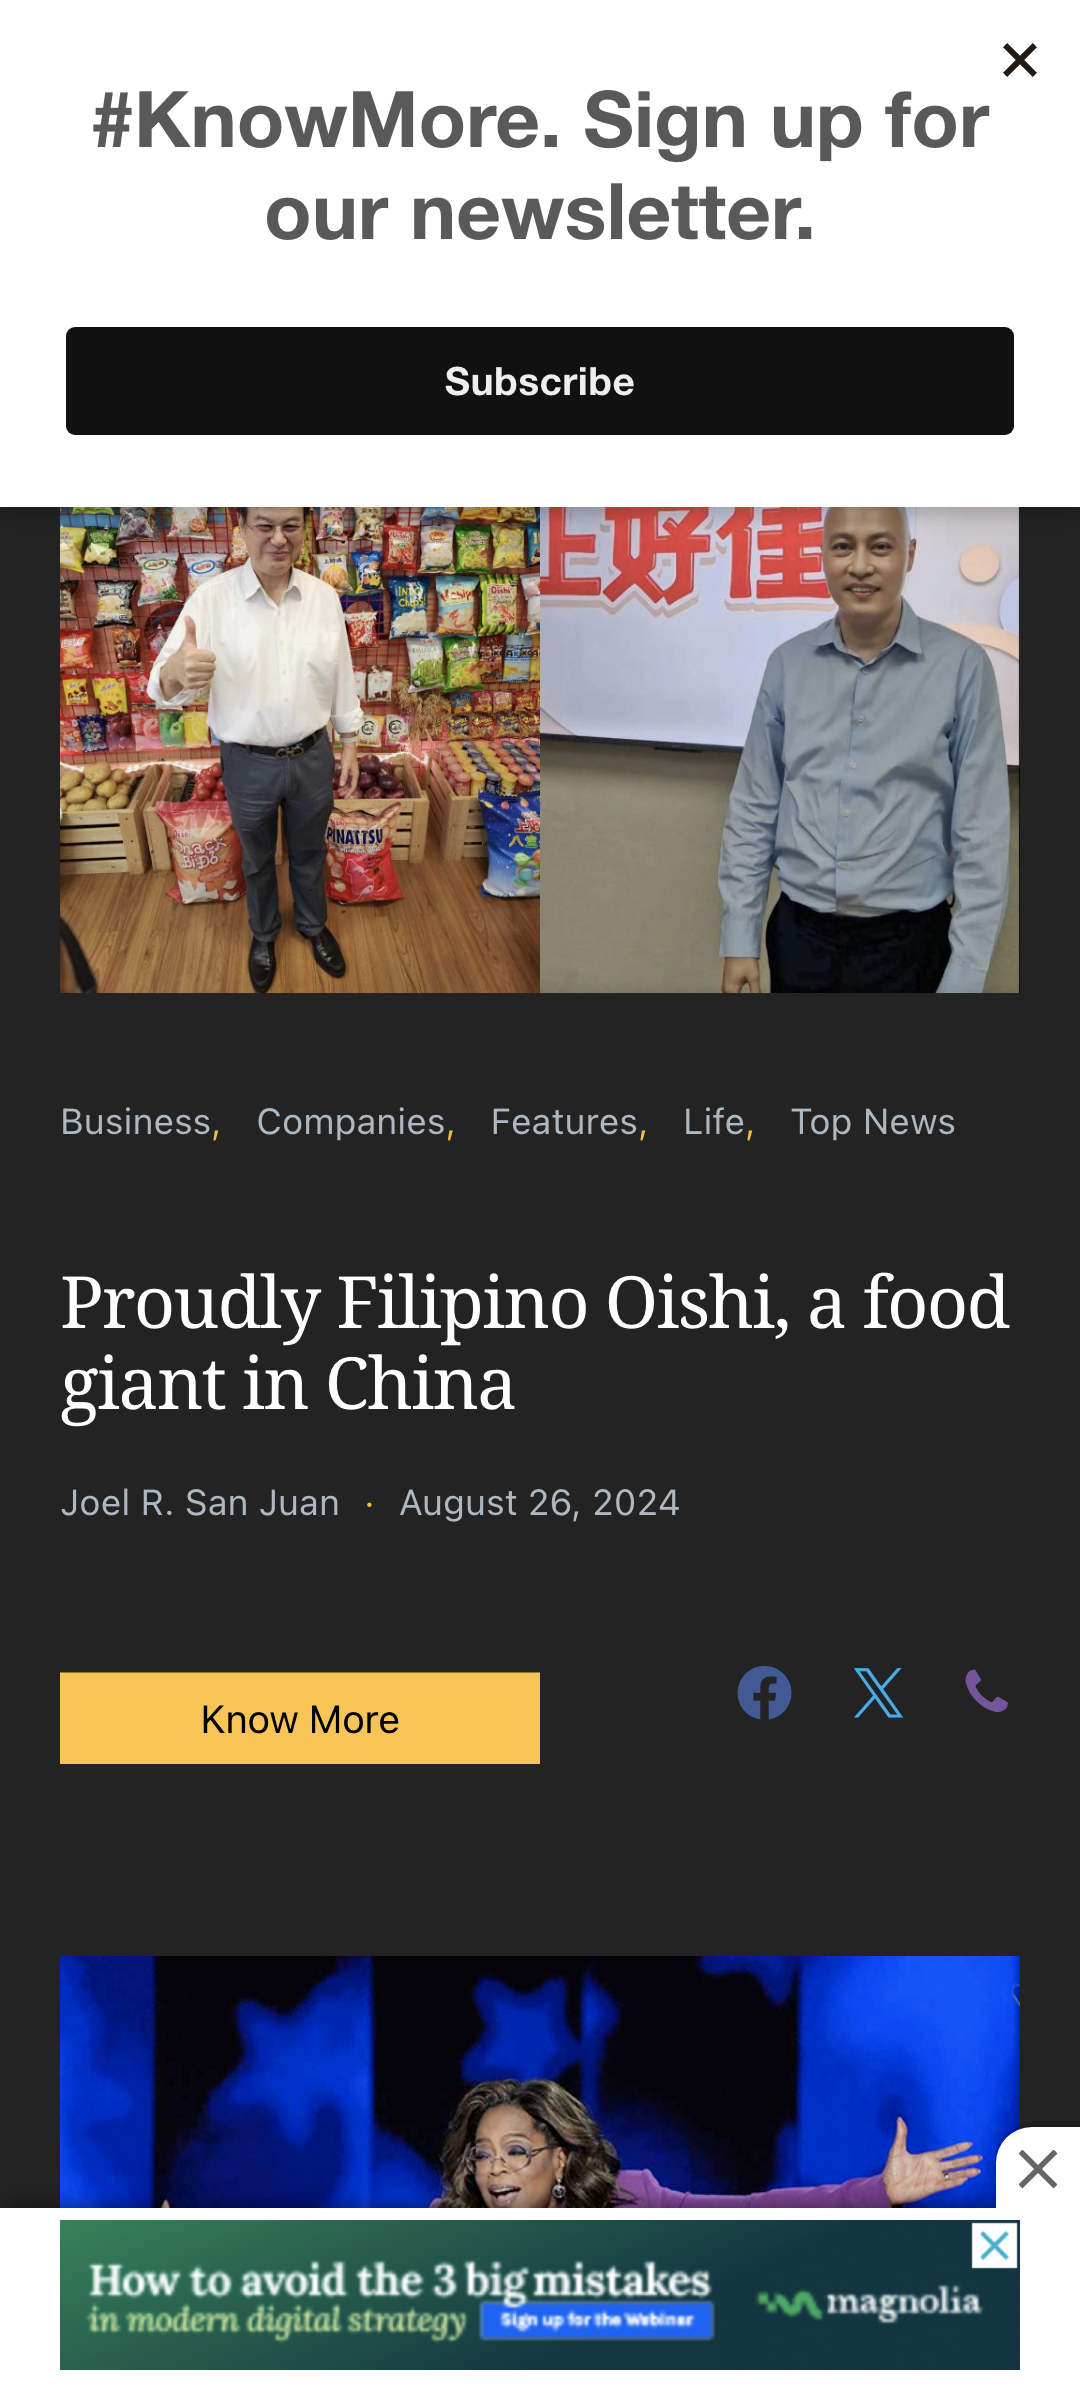 #KnowMore. Sign up for
our newsletter.
Subscribe
上好佳
Oishi
PINATTSU
Business, Companies, Features, Life, Top News
Proudly Filipino Oishi, a food
giant in China
Joel R. San Juan · August 26, 2024
Know More
How to avoid the 3 big mistakes
in modern digital strategy
Sign up for the Webinar
magnolia